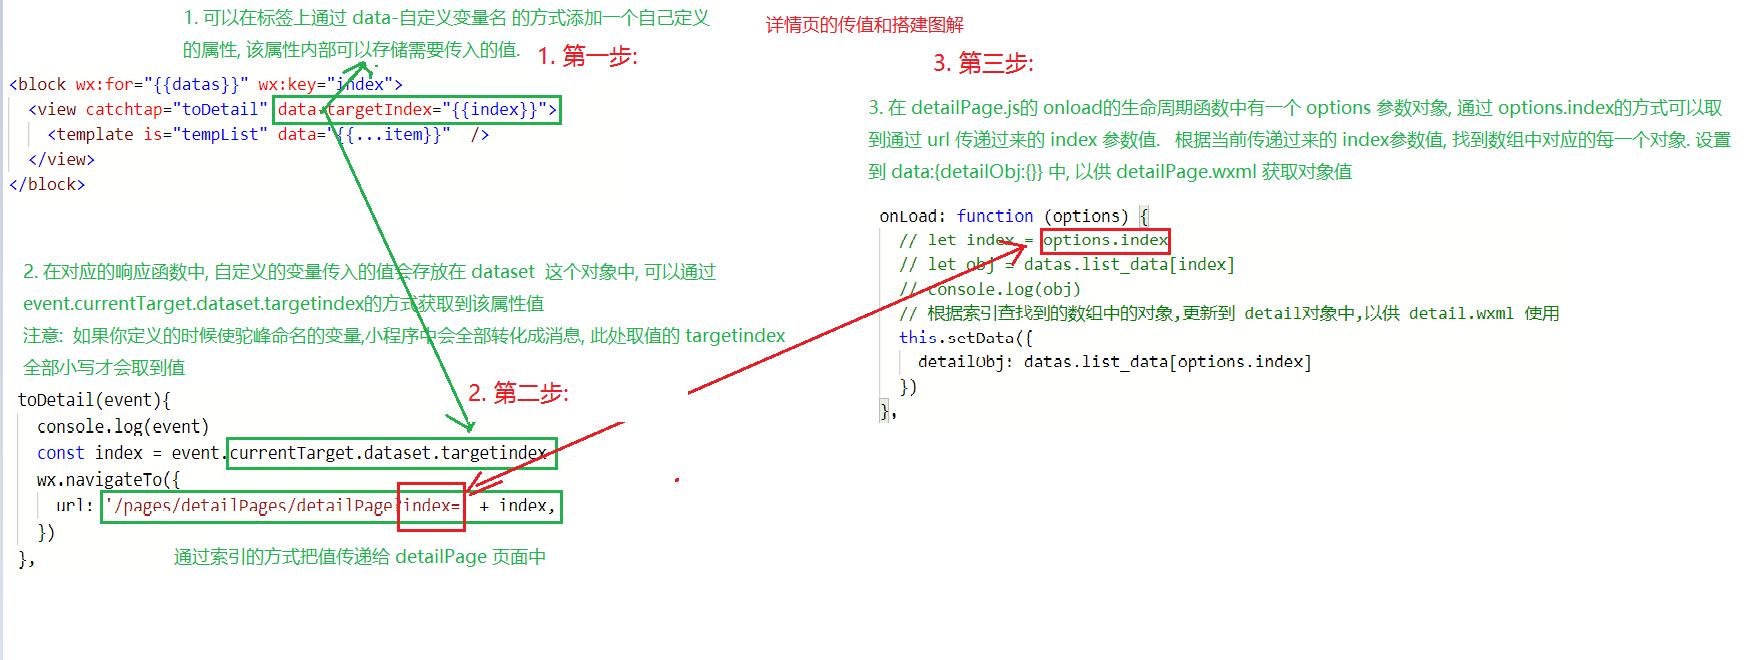 1. 可以在标签上通过 data-自定义变量名 的方式添加一个自己定义
的属性, 该属性内部可以存储需要传入的值.
1. 第一步:
<block wx:for="{{datas}}" wx:key="index">
<view catchtap="toDetail" data-targetIndex="{{index}}">
<template is="tempList" data="{{...item}}" />
</view>
</block>
2. 在对应的响应函数中, 自定义的变量传入的值会存放在 dataset 这个对象中, 可以通过
event.currentTarget.dataset.targetindex的方式获取到该属性值
注意: 如果你定义的时候使驼峰命名的变量,小程序中会全部转化成消息, 此处取值的 targetindex
全部小写才会取到值
2. 第二步:
toDetail(event){
console.log(event)
const index = event.currentTarget.dataset.targetindex
wx.navigateTo({
url: '/pages/detailPages/detailPage?index=' + index,
})
},
通过索引的方式把值传递给 detailPage 页面中
详情页的传值和搭建图解
3. 第三步:
3. 在 detailPage.js的 onload的生命周期函数中有一个 options 参数对象, 通过 options.index的方式可以取
到通过 url 传递过来的 index 参数值. 根据当前传递过来的 index参数值, 找到数组中对应的每一个对象. 设置
到 data:{detailObj:{}} 中, 以供 detailPage.wxml 获取对象值
onLoad: function (options) {
// let index = options.index
// let obj = datas.list_data[index]
// console.log(obj)
// 根据索引查找到的数组中的对象,更新到 detail对象中,以供 detail.wxml 使用
this.setData({
detailObj: datas.list_data[options.index]
})
},